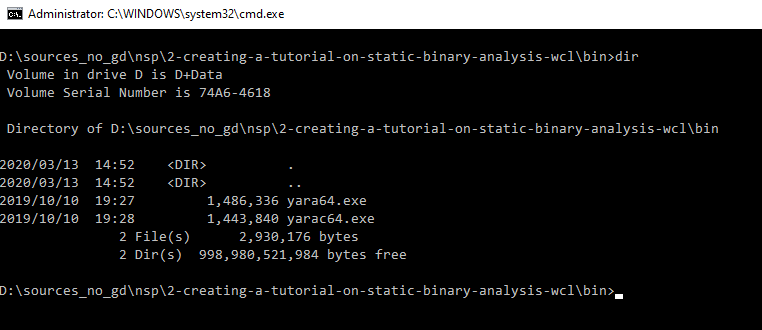 Administrator: C:\WINDOWS\system32\cmd.exe
D:\sources_no_gd\nsp\2-creating-a-tutorial-on-static-binary-analysis-wcl\bin>dir
 Volume in drive D is D+Data
 Volume Serial Number is 74A6-4618
 Directory of D:\sources_no_gd\nsp\2-creating-a-tutorial-on-static-binary-analysis-wcl\bin
2020/03/13  14:52    <DIR>          .
2020/03/13  14:52    <DIR>          ..
2019/10/10  19:27         1,486,336 yara64.exe
2019/10/10  19:28         1,443,840 yarac64.exe
               2 File(s)      2,930,176 bytes
               2 Dir(s)  998,980,521,984 bytes free
D:\sources_no_gd\nsp\2-creating-a-tutorial-on-static-binary-analysis-wcl\bin>